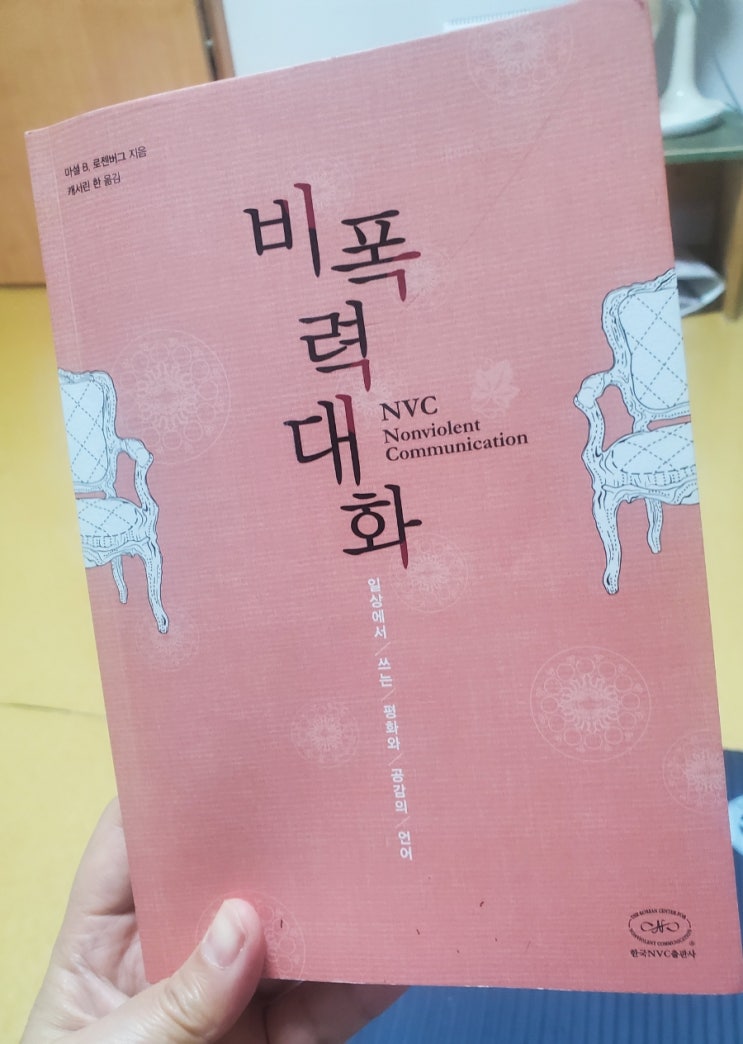 마셜 B. 로젠버그 지음
캐서린 한 옮김
비폭력대화
NVC
Nonviolent
Communication
일상에서 / 쓰는 / 평화와 / 공감의 / 언어
THE KOREAN CENTER FOR
NONVIOLENT COMMUNICATION
한국NVC출판사